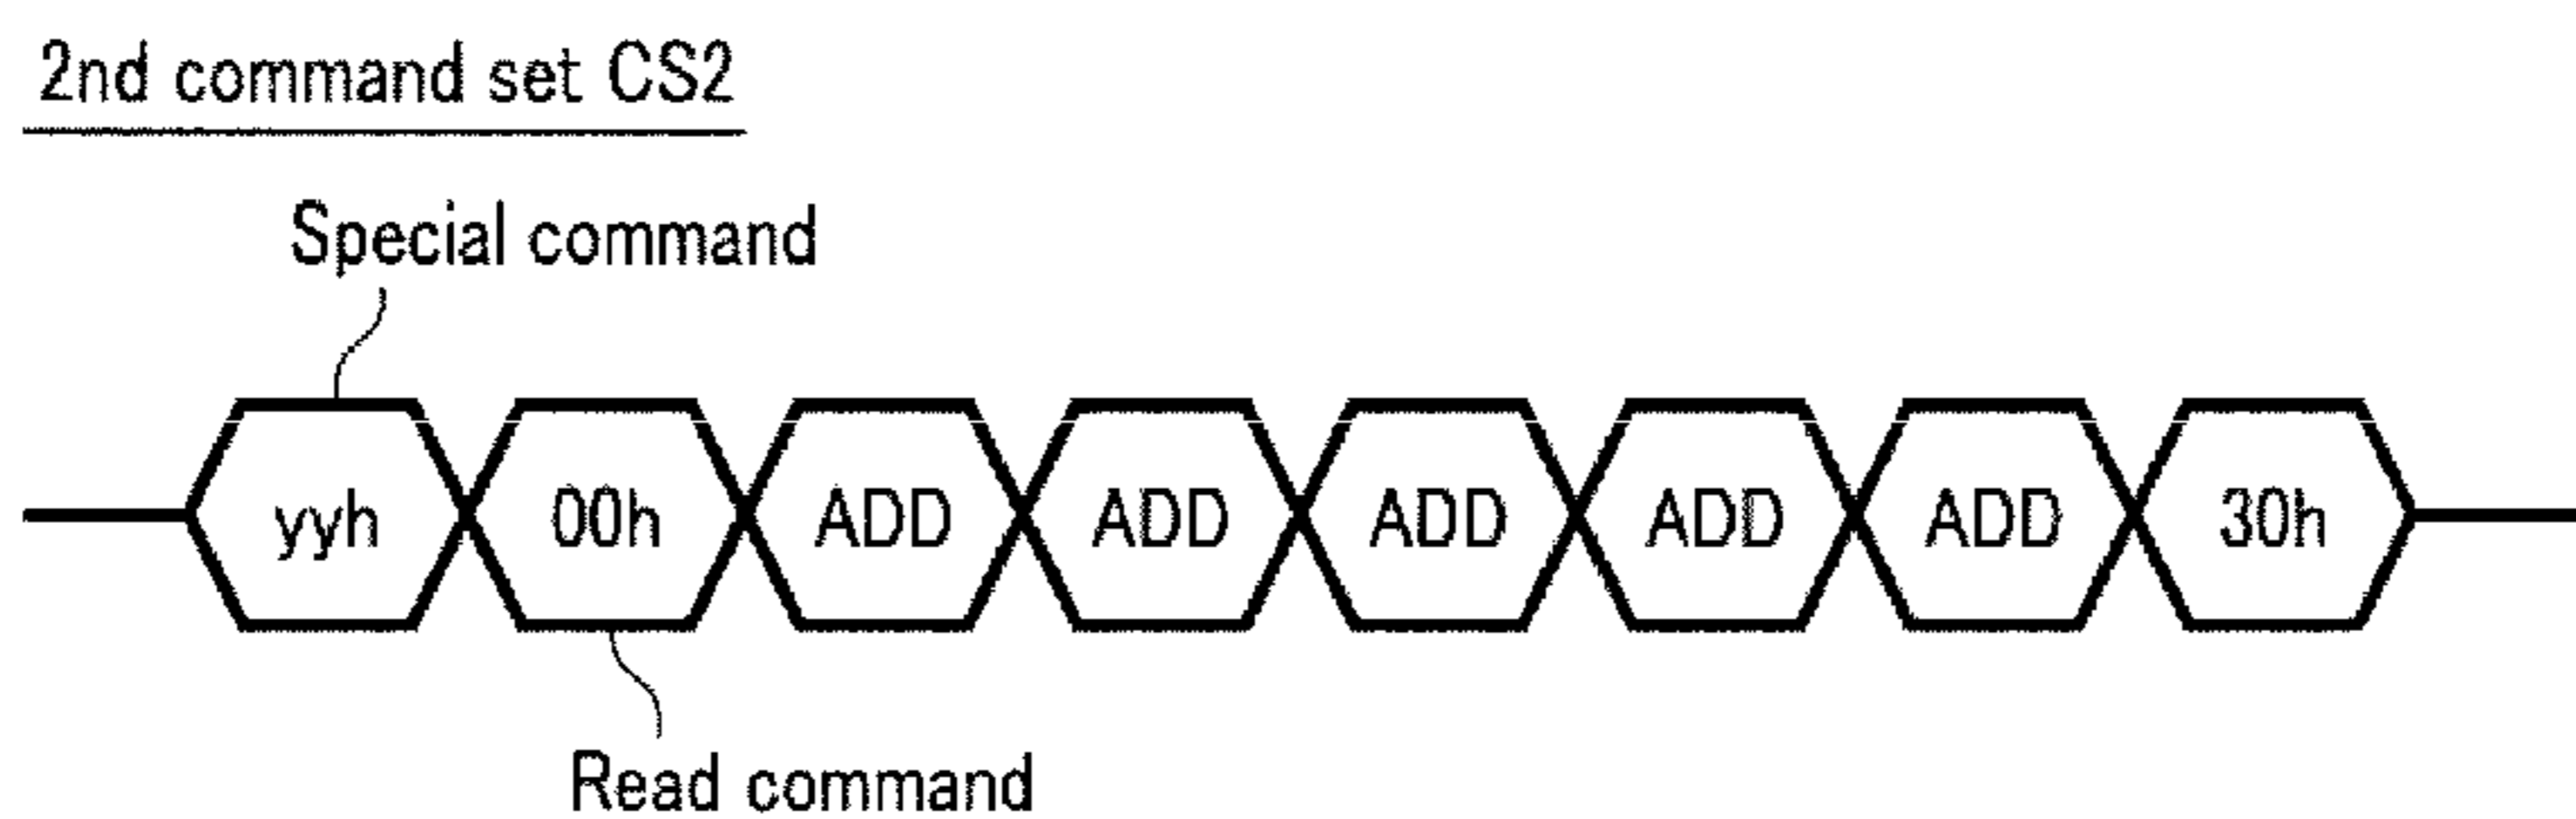 2nd command set CS2
Special command
yyh 00h ADD ADD ADD ADD ADD 30h
Read command